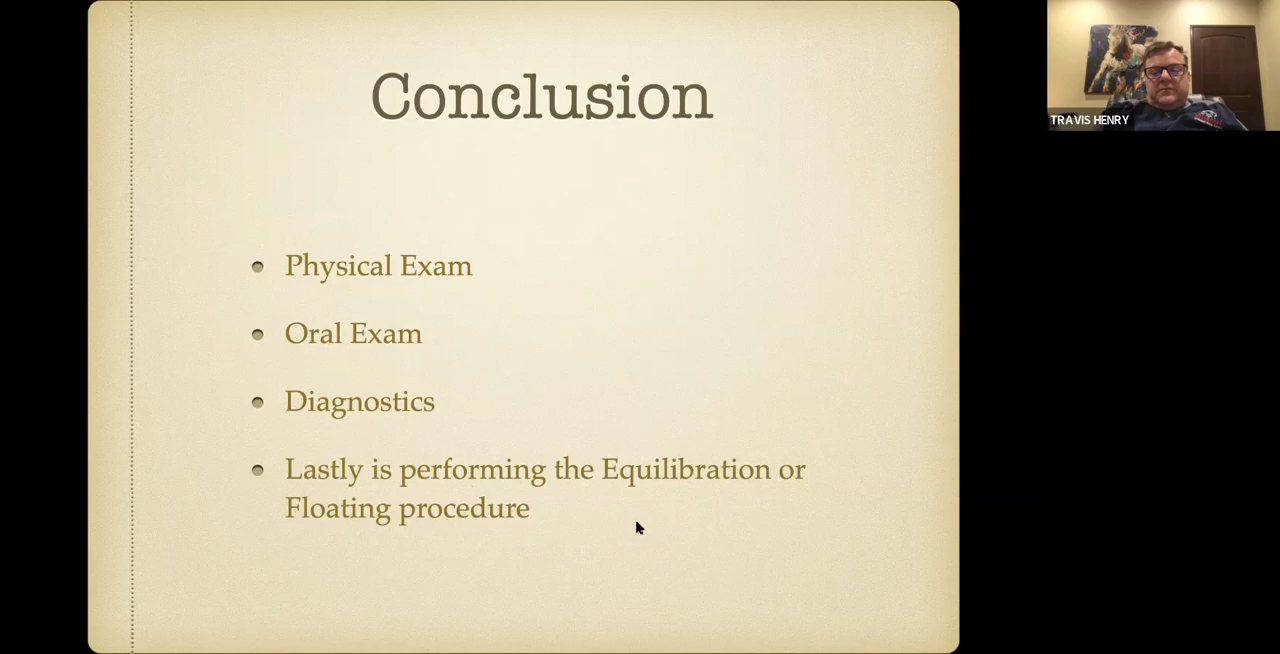 Conclusion
Physical Exam
Oral Exam
Diagnostics
Lastly is performing the Equilibration or
Floating procedure
TRAVIS HENRY